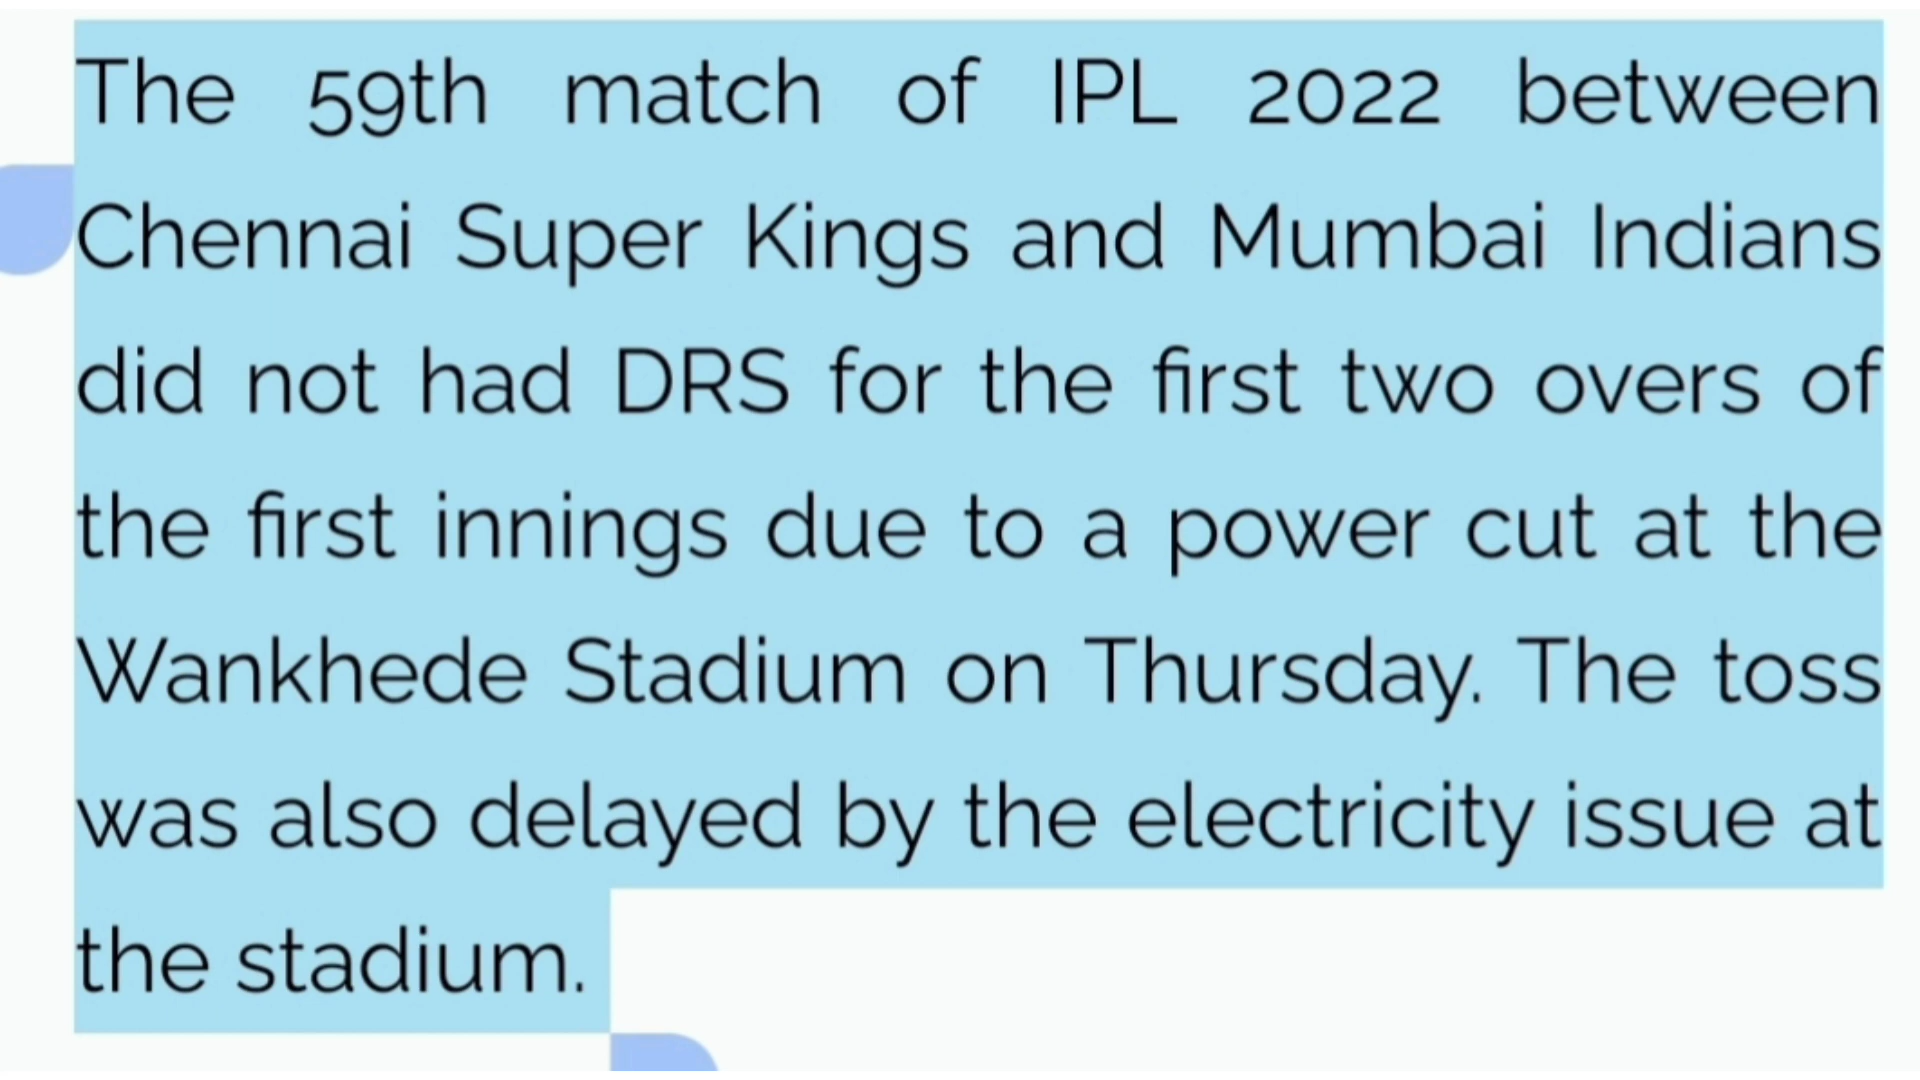 The 59th match of IPL 2022 between
Chennai Super Kings and Mumbai Indians
did not had DRS for the first two overs of
the first innings due to a power cut at the
Wankhede Stadium on Thursday. The toss
was also delayed by the electricity issue at
the stadium.